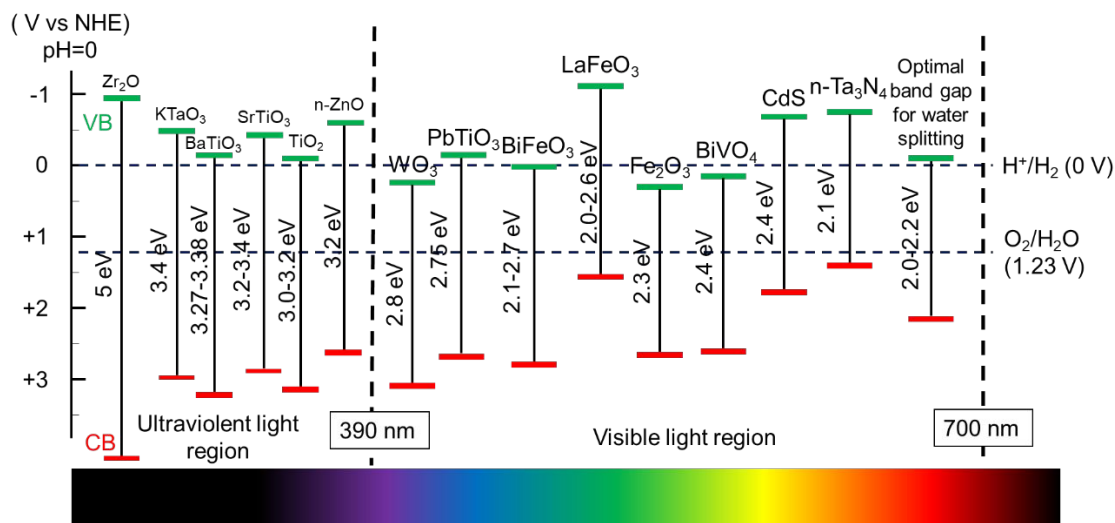 ( V vs NHE)
pH=0
-1
0
+1
+2
+3
VB
CB
Zr₂O
5 eV
KTaO₃
3.4 eV
BaTiO₃
3.27-3.38 eV
SrTiO₃
3.2-3.4 eV
TiO₂
3.0-3.2 eV
n-ZnO
3.2 eV
WO₃
2.8 eV
PbTiO₃
2.75 eV
BiFeO₃
2.1-2.7 eV
LaFeO₃
2.0-2.6 eV
Fe₂O₃
2.3 eV
BiVO₄
2.4 eV
CdS
2.4 eV
n-Ta₃N₄
2.1 eV
Optimal
band gap
for water
splitting
2.0-2.2 eV
H⁺/H₂ (0 V)
O₂/H₂O
(1.23 V)
Ultraviolent light
region
390 nm
Visible light region
700 nm